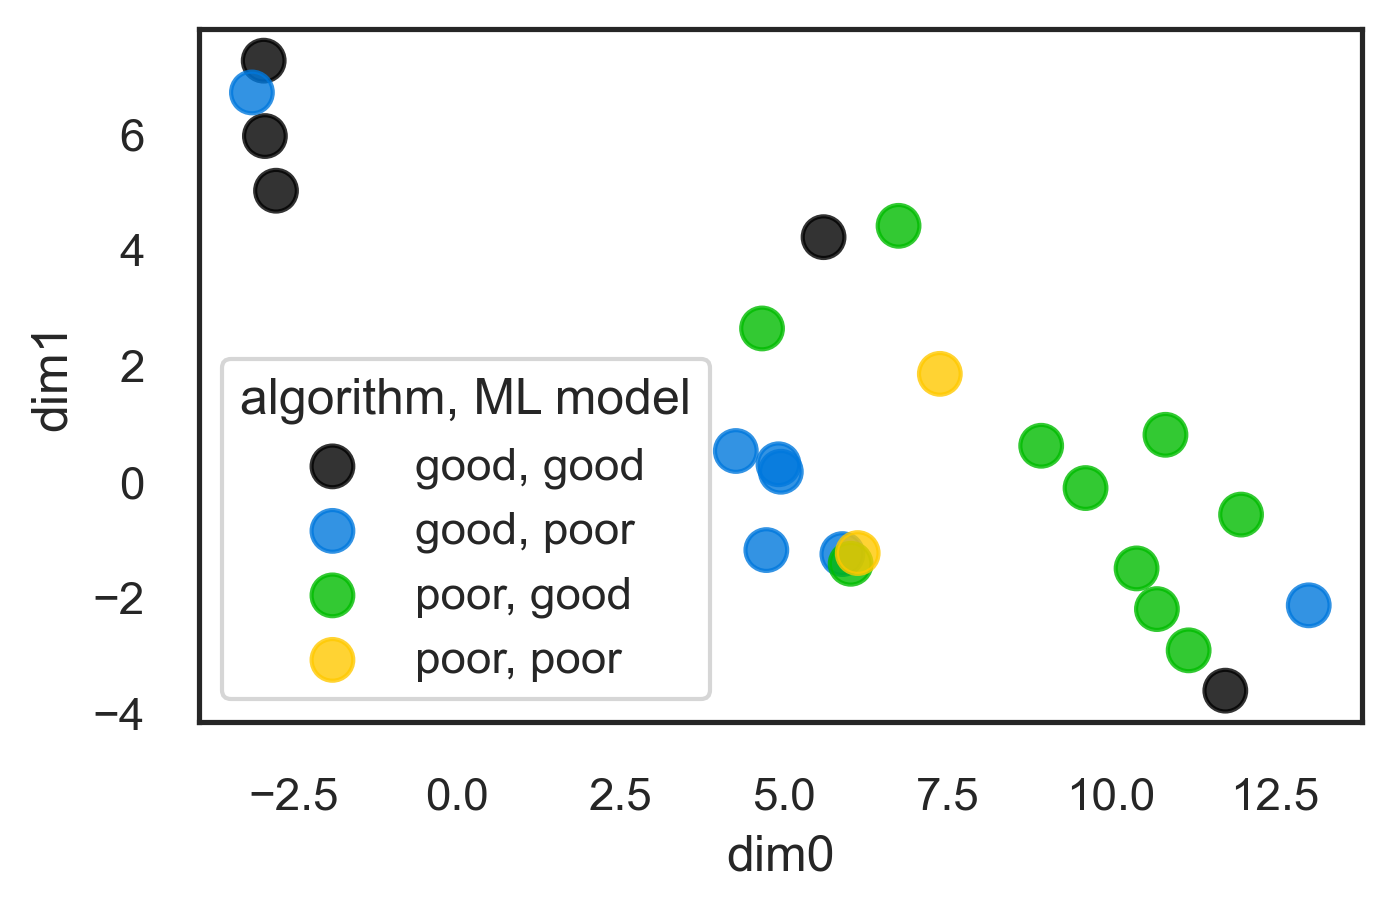 6
4
2
0
−2
−4
dim1
algorithm, ML model
good, good
good, poor
poor, good
poor, poor
−2.5 0.0 2.5 5.0 7.5 10.0 12.5
dim0